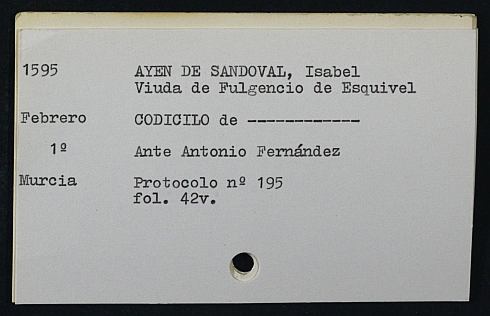 1595 AYEN DE SANDOVAL, Isabel
Viuda de Fulgencio de Esquivel
Febrero CODICILO de ------------
1º Ante Antonio Fernández
Murcia Protocolo nº 195
fol. 42v.